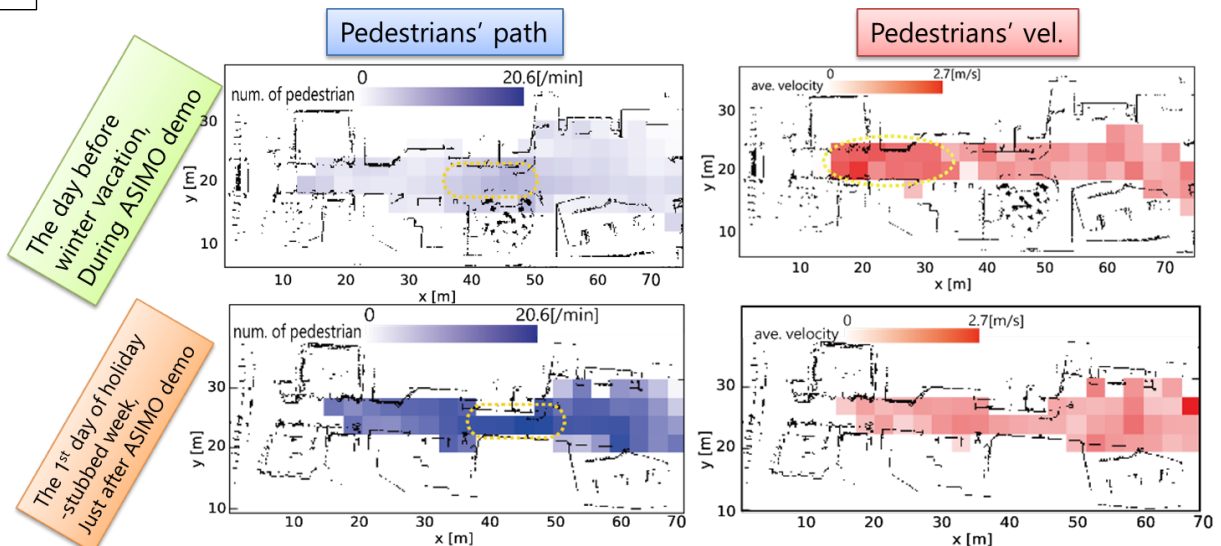 Pedestrians' path
Pedestrians' vel.
The day before
winter vacation,
During ASIMO demo
0
20.6[/min]
num. of pedestrian
30
20
10
y [m]
10
20
30
40
50
60
70
x [m]
0
2.7[m/s]
ave. velocity
30
20
10
y [m]
10
20
30
40
50
60
70
x [m]
The 1st day of holiday
-stubbed week,
Just after ASIMO demo
0
20.6[/min]
num. of pedestrian
30
20
10
y [m]
10
20
30
40
50
60
70
x [m]
0
2.7[m/s]
ave. velocity
30
20
10
y [m]
10
20
30
40
50
60
70
x [m]